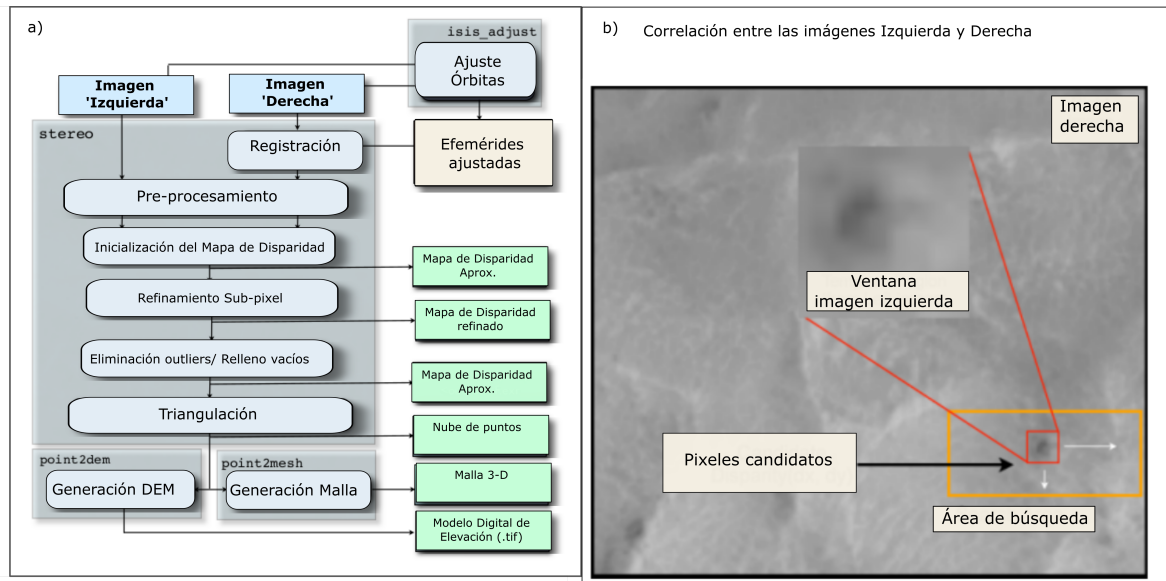 a)
isis_adjust
Ajuste
Órbitas
Imagen
'Izquierda'
Imagen
'Derecha'
stereo
Registración
Efemérides
ajustadas
Pre-procesamiento
Inicialización del Mapa de Disparidad
Mapa de Disparidad
Aprox.
Refinamiento Sub-pixel
Mapa de Disparidad
refinado
Eliminación outliers/ Relleno vacíos
Mapa de Disparidad
Aprox.
Triangulación
Nube de puntos
point2dem
Generación DEM
point2mesh
Generación Malla
Malla 3-D
Modelo Digital de
Elevación (.tif)
b)
Correlación entre las imágenes Izquierda y Derecha
Imagen
derecha
Ventana
imagen izquierda
Pixeles candidatos
Área de búsqueda